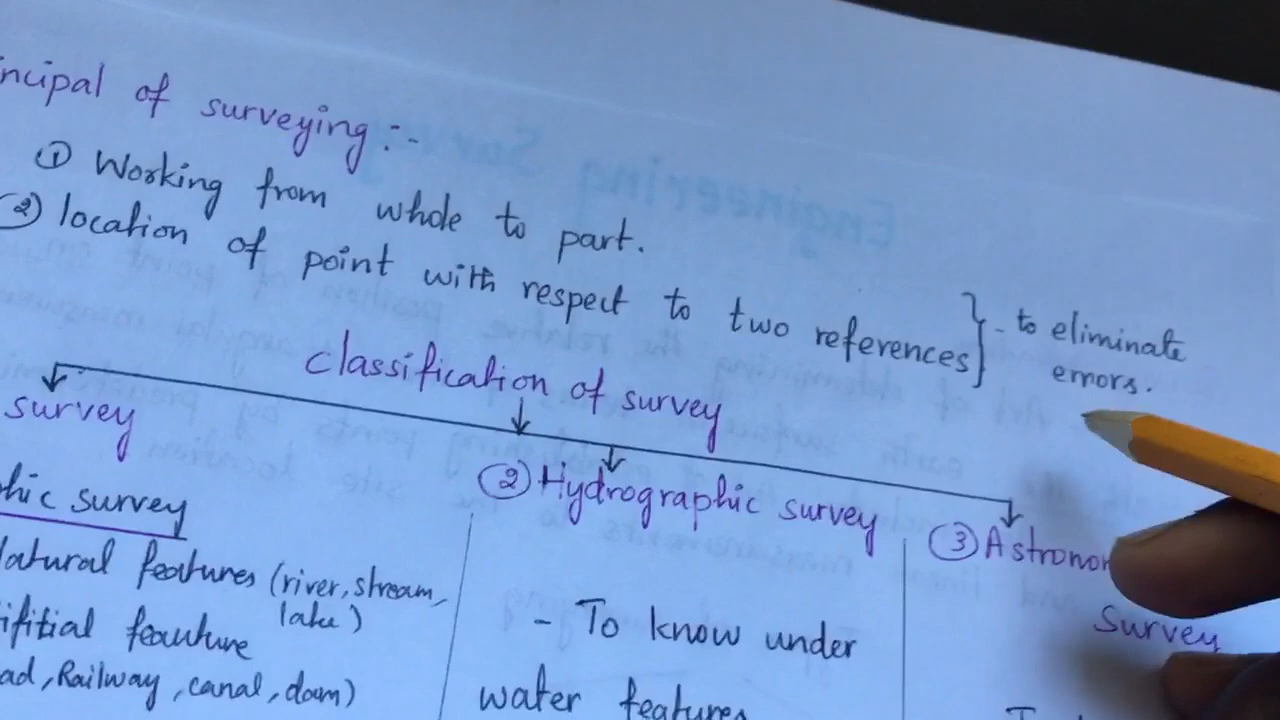 ncipal of surveying :-
① Working from whole to part.
② location of point with respect to two references } - to eliminate
errors.
classification of survey
survey
② Hydrographic survey
③ Astronom
survey
hic survey
Natural features (river, stream,
lake)
ifitial feauture
ad, Railway, canal, dam)
- To know under
water features